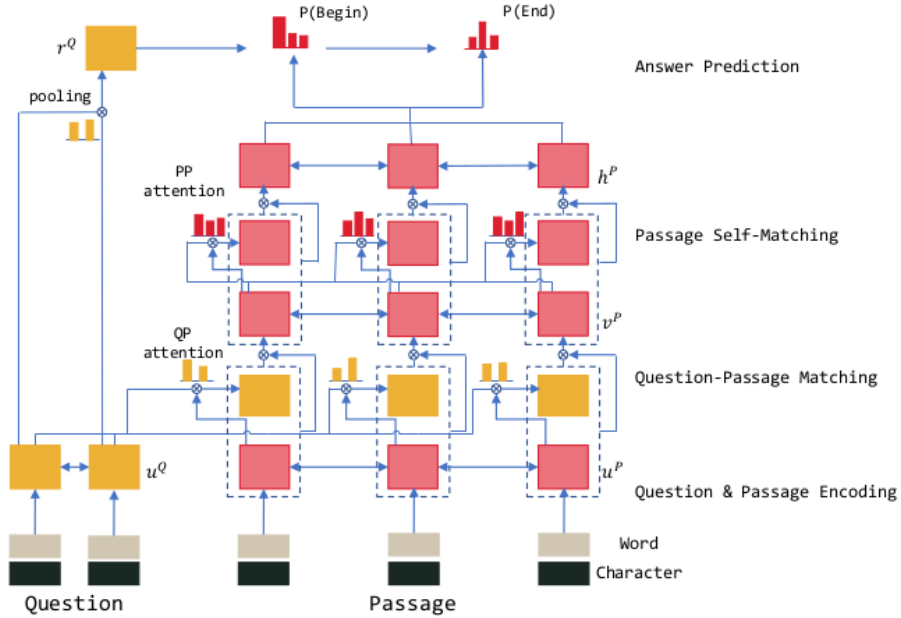 P(Begin)
P(End)
r^Q
Answer Prediction
pooling
PP
attention
h^P
Passage Self-Matching
v^P
QP
attention
Question-Passage Matching
u^Q
u^P
Question & Passage Encoding
Word
Character
Question
Passage